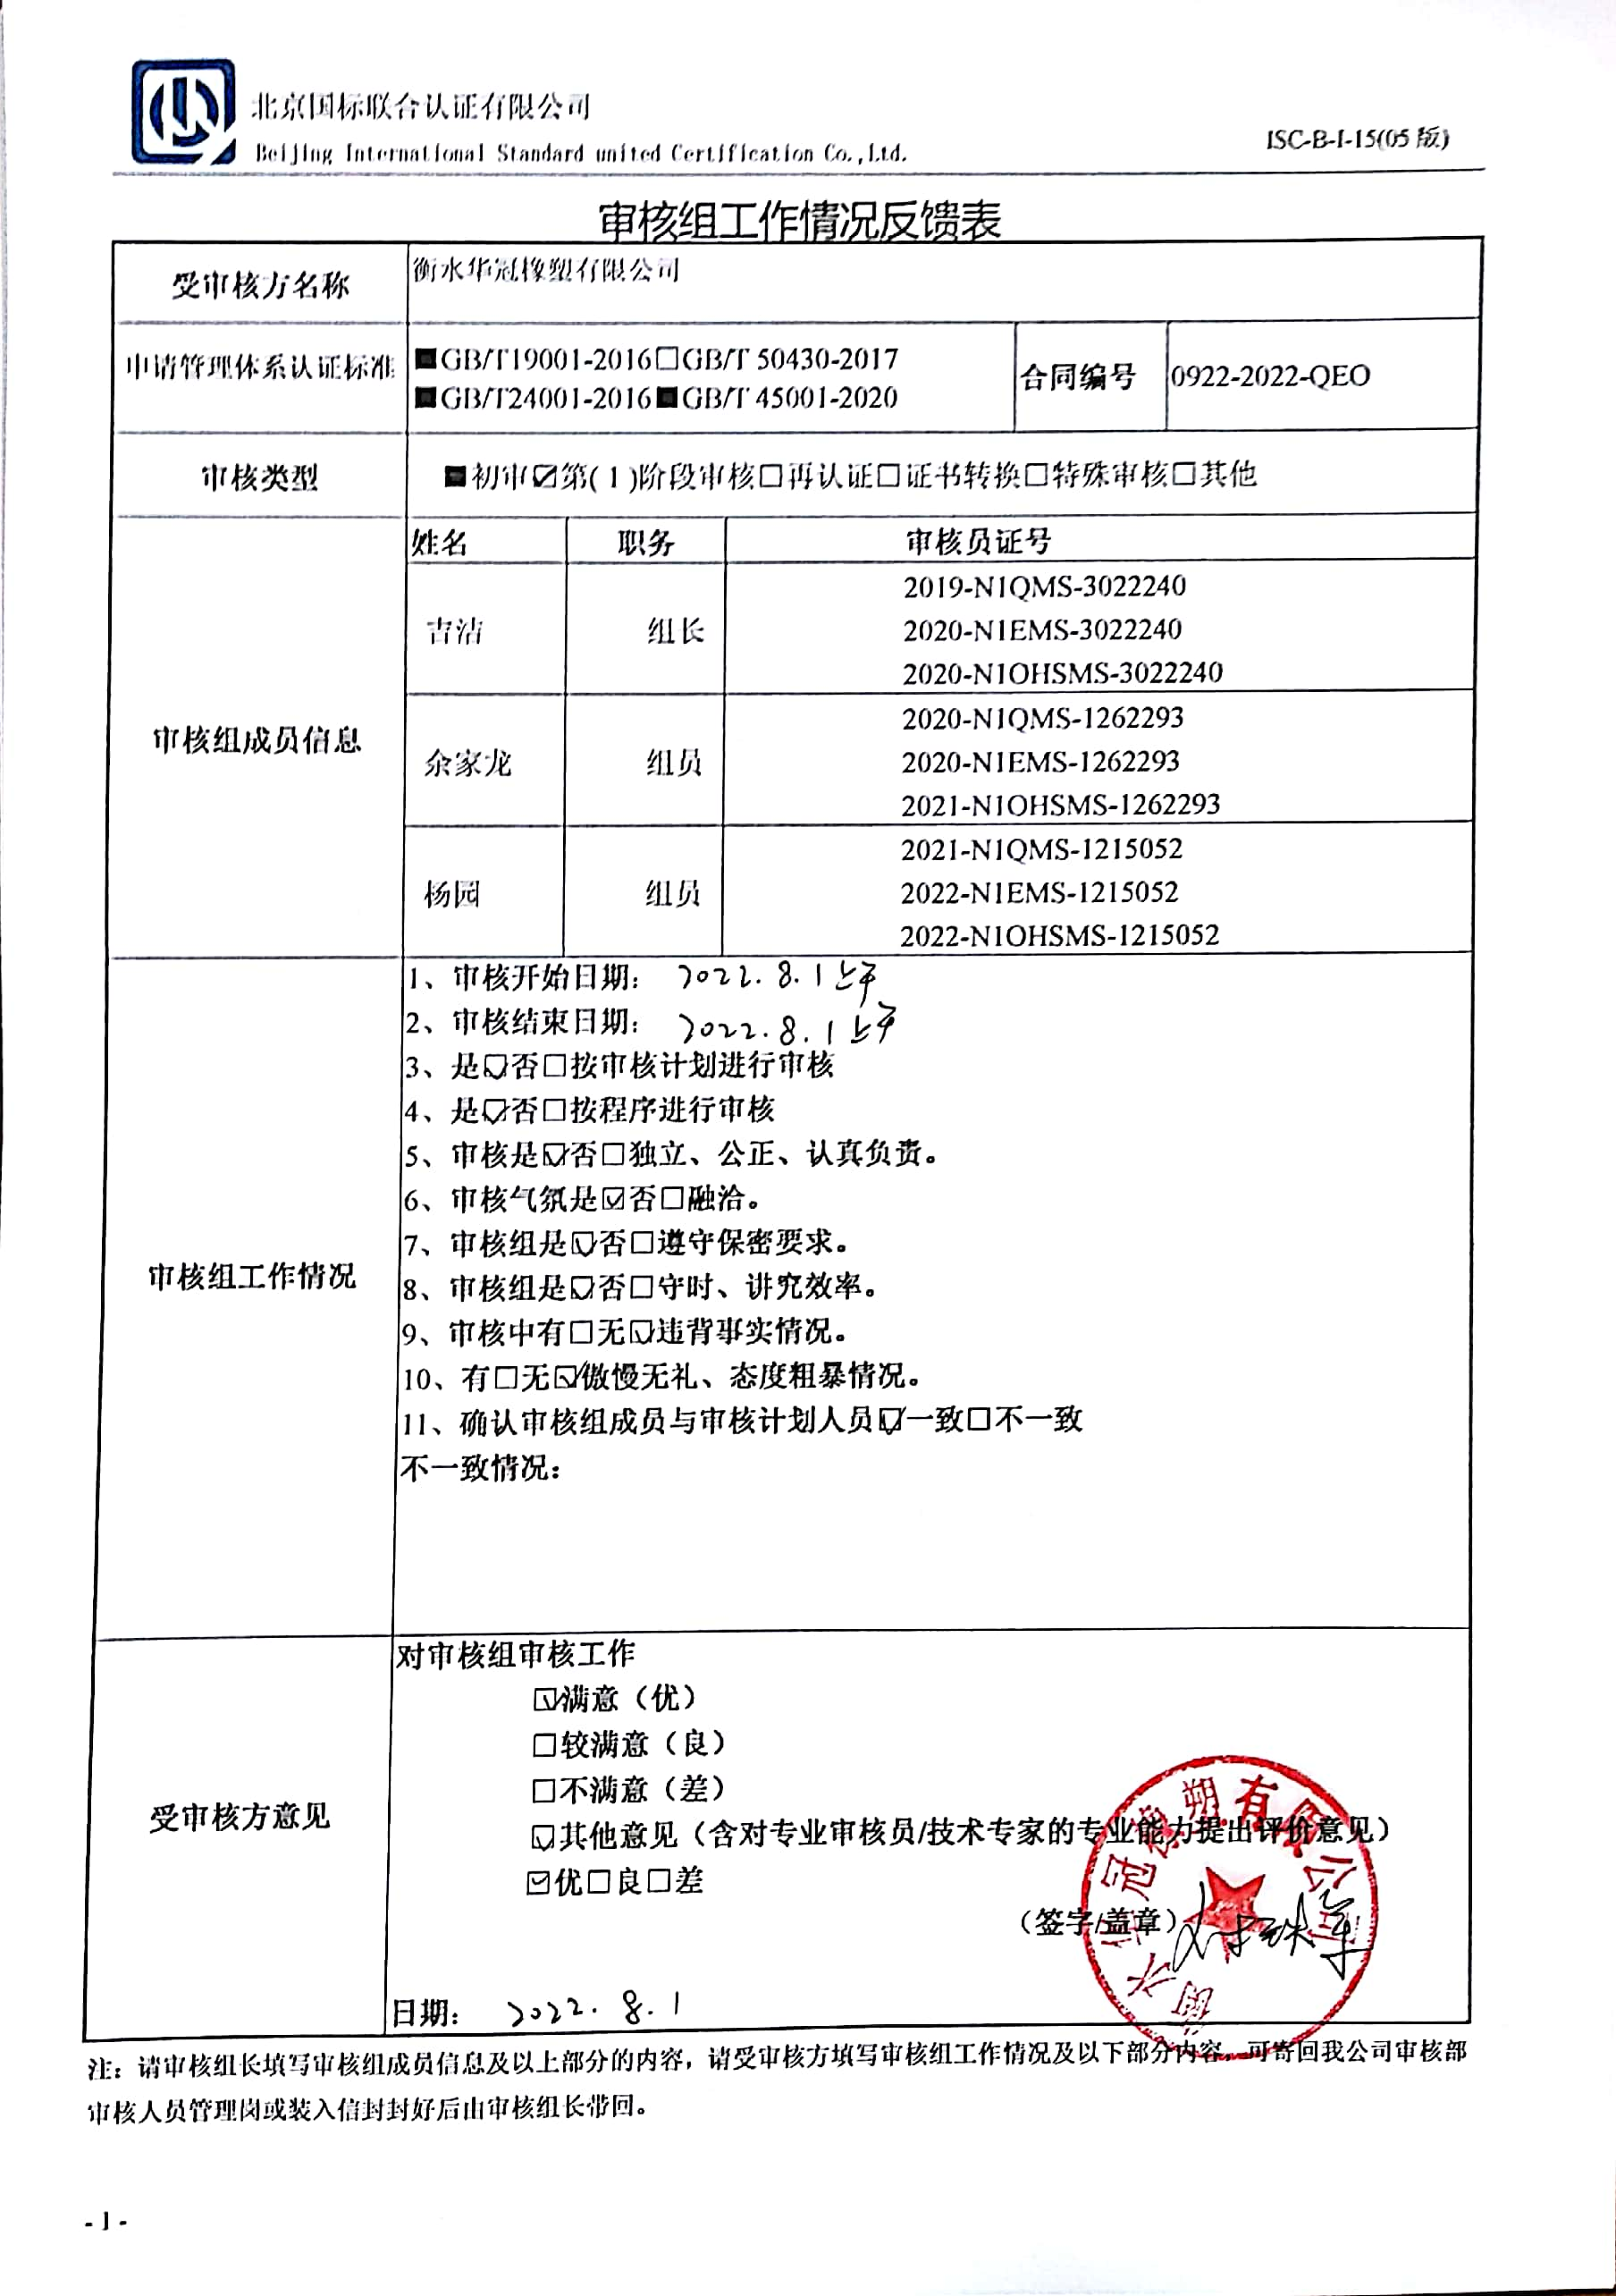 北京国标联合认证有限公司
Beijing International Standard united Certification Co.,Ltd.
ISC-B-I-15(05版)
审核组工作情况反馈表
受审核方名称 衡水华冠橡塑有限公司
申请管理体系认证标准 ■GB/T19001-2016□GB/T 50430-2017
■GB/T24001-2016■GB/T 45001-2020
合同编号 0922-2022-QEO
审核类型 ■初审☑第(1)阶段审核□再认证□证书转换□特殊审核□其他
审核组成员信息
姓名 职务 审核员证号
吉洁 组长 2019-N1QMS-3022240
2020-N1EMS-3022240
2020-N1OHSMS-3022240
余家龙 组员 2020-N1QMS-1262293
2020-N1EMS-1262293
2021-N1OHSMS-1262293
杨园 组员 2021-N1QMS-1215052
2022-N1EMS-1215052
2022-N1OHSMS-1215052
审核组工作情况
1、审核开始日期： 2022.8.1上午
2、审核结束日期： 2022.8.1上午
3、是☑否□按审核计划进行审核
4、是☑否□按程序进行审核
5、审核是☑否□独立、公正、认真负责。
6、审核气氛是☑否□融洽。
7、审核组是☑否□遵守保密要求。
8、审核组是☑否□守时、讲究效率。
9、审核中有□无☑违背事实情况。
10、有□无☑傲慢无礼、态度粗暴情况。
11、确认审核组成员与审核计划人员☑一致□不一致
不一致情况：
受审核方意见
对审核组审核工作
☑满意（优）
□较满意（良）
□不满意（差）
☑其他意见（含对专业审核员/技术专家的专业能力提出评价意见）
☑优□良□差
（签字/盖章）
衡水华冠橡塑有限公司
日期： 2022.8.1
注：请审核组长填写审核组成员信息及以上部分的内容，请受审核方填写审核组工作情况及以下部分内容，可寄回我公司审核部
审核人员管理岗或装入信封封好后由审核组长带回。
- 1 -